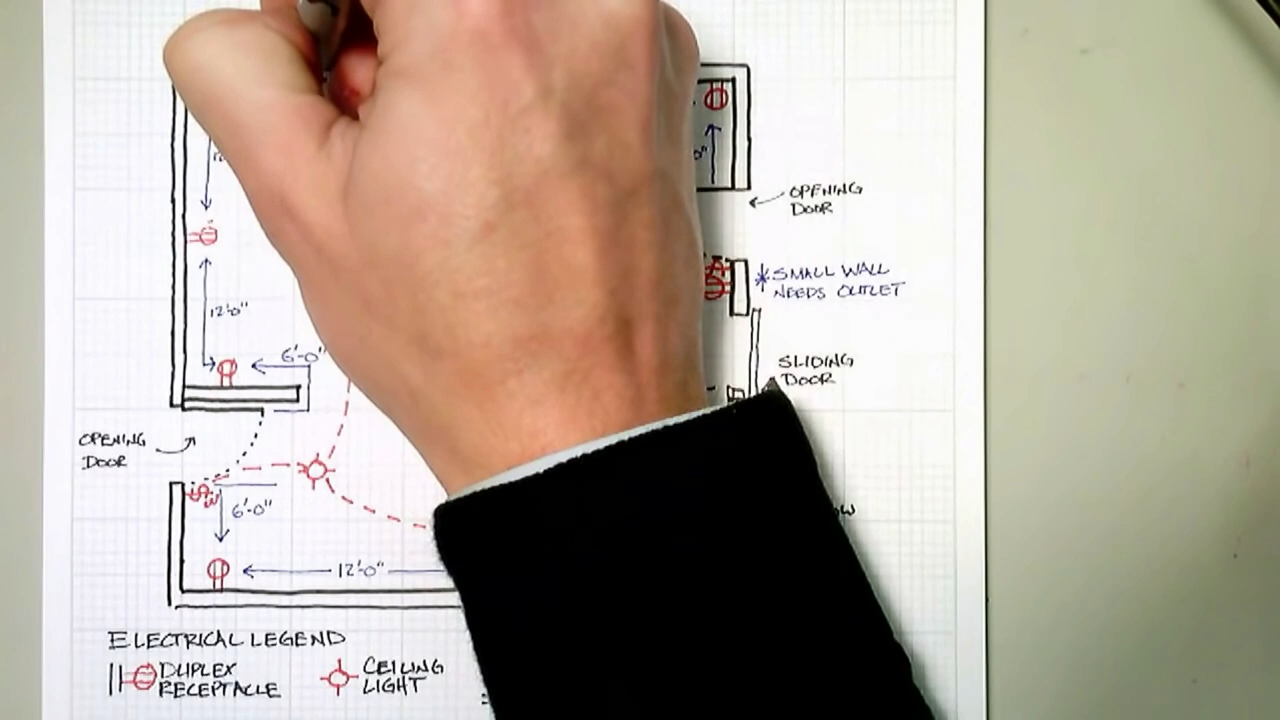 OPENING
DOOR
*SMALL WALL
NEEDS OUTLET
12'-0"
6'-0"
SLIDING
DOOR
OPENING
DOOR
6'-0"
12'-0"
ELECTRICAL LEGEND
DUPLEX
RECEPTACLE
CEILING
LIGHT